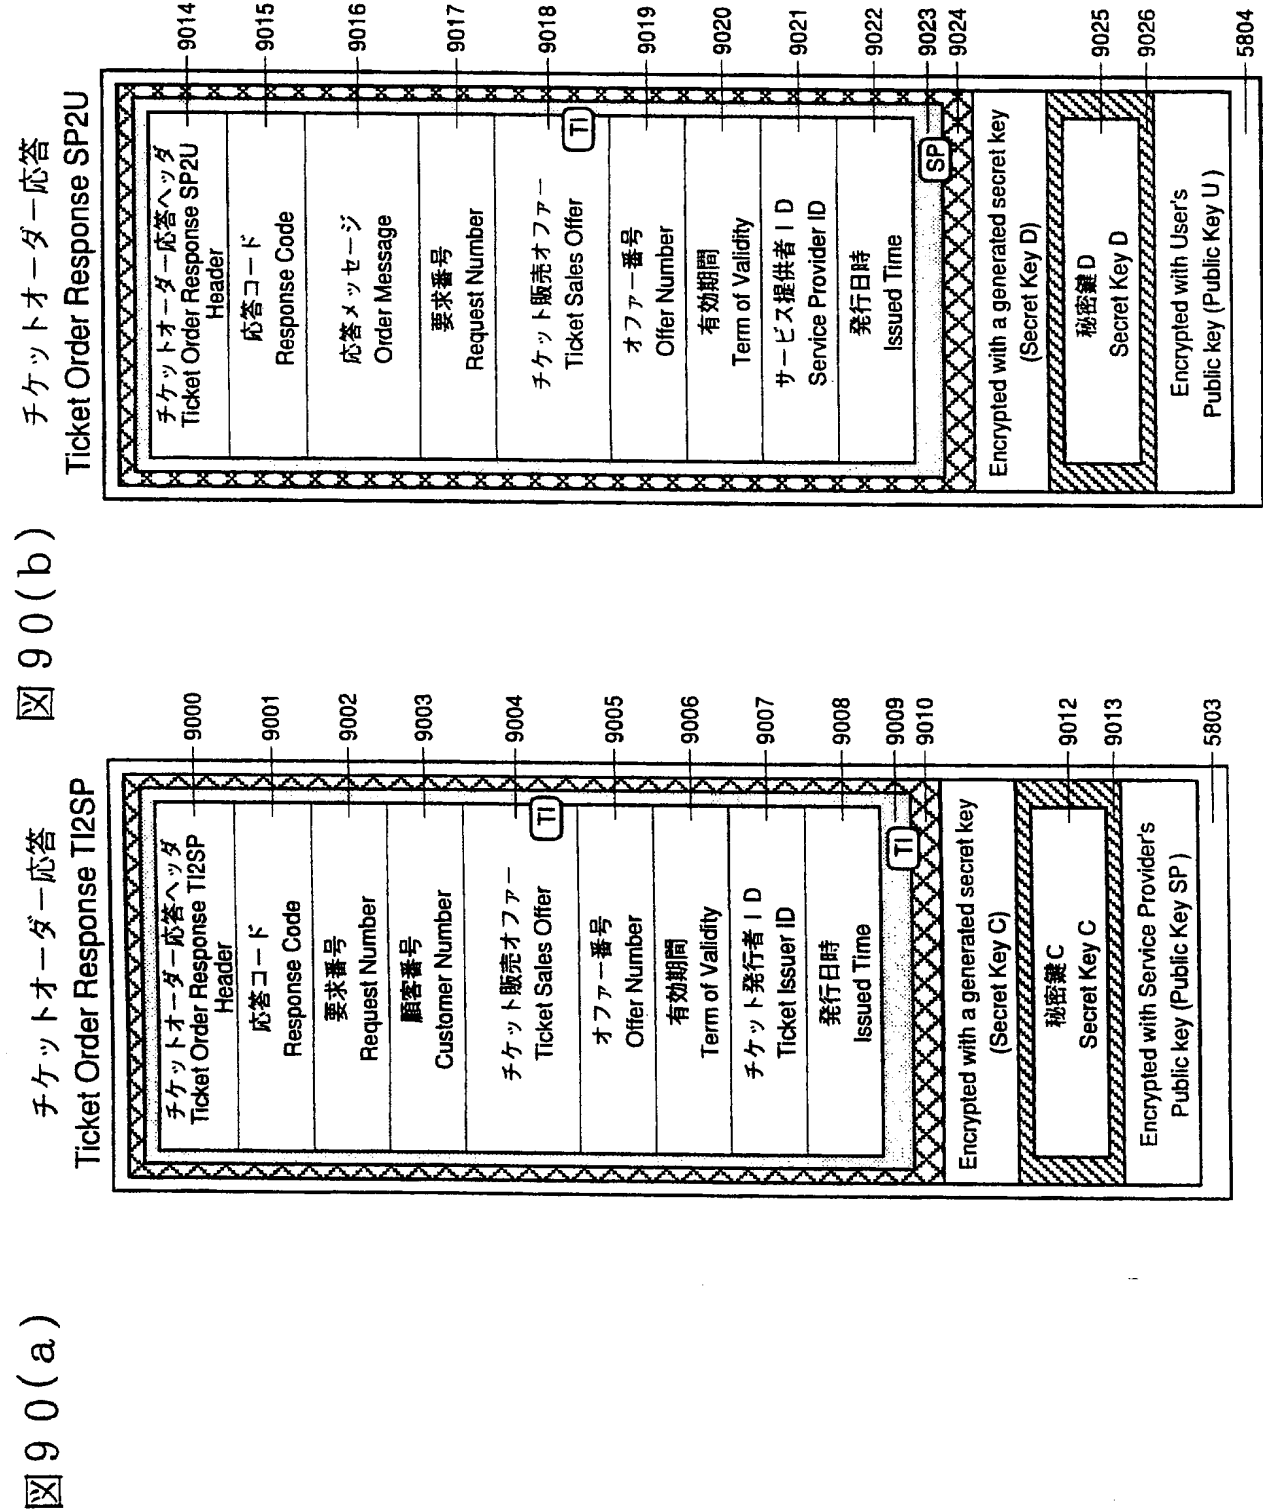 図90(a)
チケットオーダー応答
Ticket Order Response TI2SP
チケットオーダー応答ヘッダ
Ticket Order Response TI2SP
Header
9000
応答コード
Response Code
9001
要求番号
Request Number
9002
顧客番号
Customer Number
9003
チケット販売オファー
Ticket Sales Offer
TI
9004
オファー番号
Offer Number
9005
有効期間
Term of Validity
9006
チケット発行者ID
Ticket Issuer ID
9007
発行日時
Issued Time
9008
TI
9009
9010
Encrypted with a generated secret key
(Secret Key C)
秘密鍵C
Secret Key C
9012
9013
Encrypted with Service Provider's
Public key (Public Key SP)
5803
図90(b)
チケットオーダー応答
Ticket Order Response SP2U
チケットオーダー応答ヘッダ
Ticket Order Response SP2U
Header
9014
応答コード
Response Code
9015
応答メッセージ
Order Message
9016
要求番号
Request Number
9017
チケット販売オファー
Ticket Sales Offer
TI
9018
オファー番号
Offer Number
9019
有効期間
Term of Validity
9020
サービス提供者ID
Service Provider ID
9021
発行日時
Issued Time
9022
SP
9023
9024
Encrypted with a generated secret key
(Secret Key D)
秘密鍵D
Secret Key D
9025
9026
Encrypted with User's
Public key (Public Key U)
5804